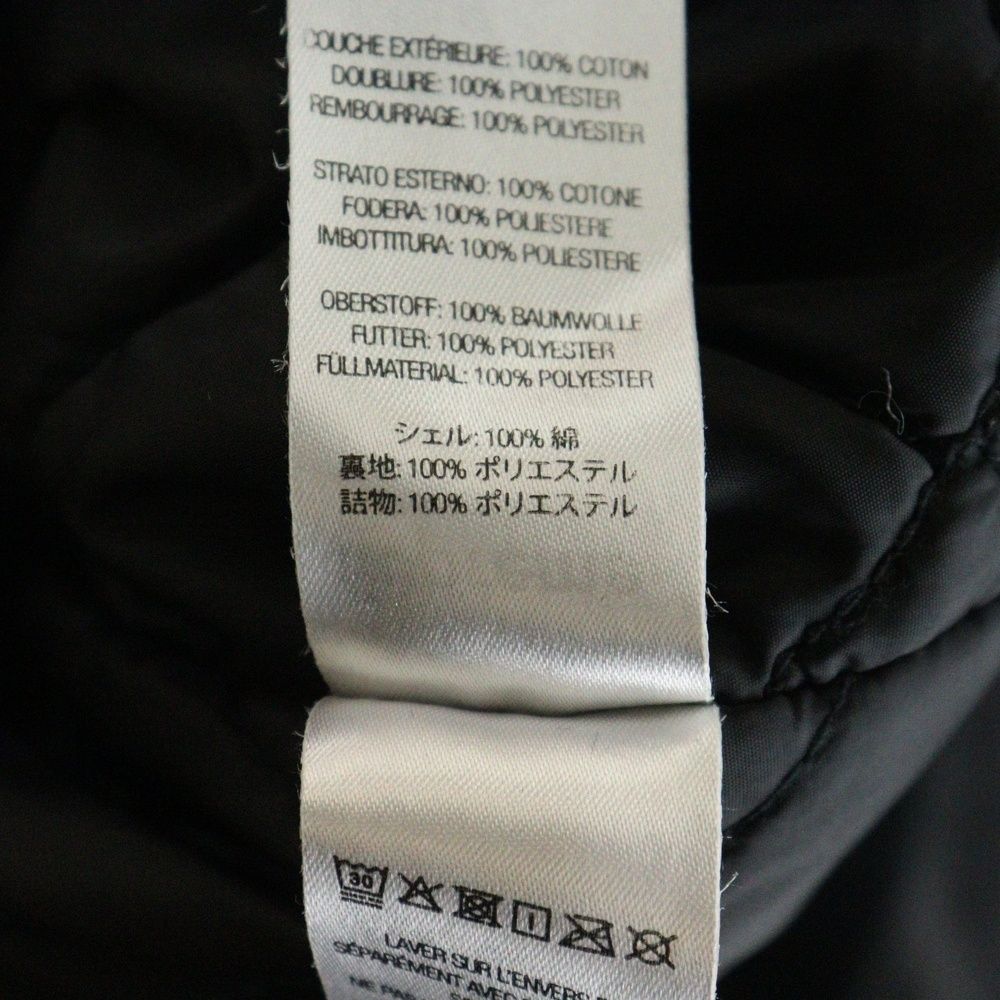 COUCHE EXTÉRIEURE: 100% COTON
DOUBLURE: 100% POLYESTER
REMBOURRAGE: 100% POLYESTER
STRATO ESTERNO: 100% COTONE
FODERA: 100% POLIESTERE
IMBOTTITURA: 100% POLIESTERE
OBERSTOFF: 100% BAUMWOLLE
FUTTER: 100% POLYESTER
FÜLLMATERIAL: 100% POLYESTER
シェル: 100% 綿
裏地: 100% ポリエステル
詰物: 100% ポリエステル
30
LAVER SUR L'ENVERS
SÉPARÉMENT AVEC
NE PAS